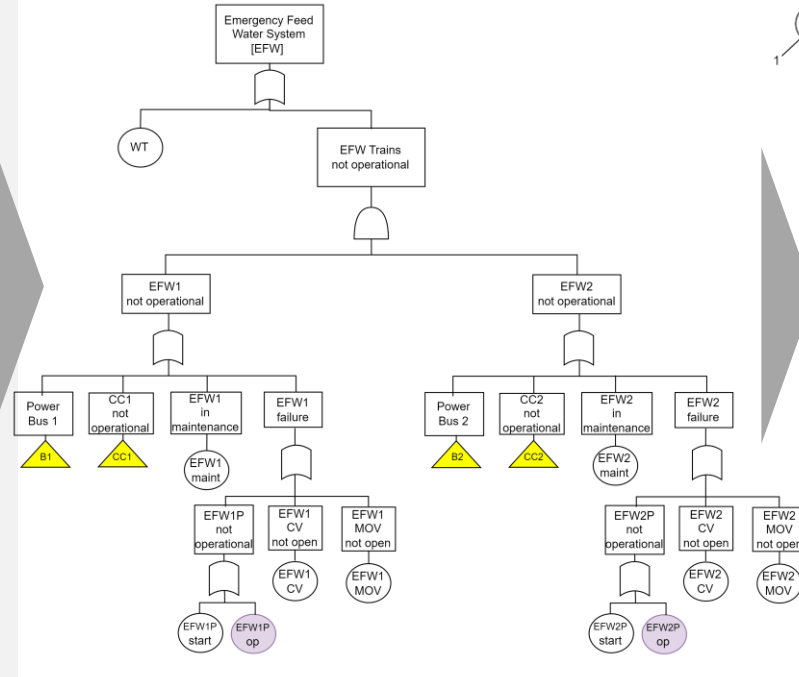 Emergency Feed
Water System
[EFW]
1
WT
EFW Trains
not operational
EFW1
not operational
EFW2
not operational
Power
Bus 1
CC1
not
operational
EFW1
in
maintenance
EFW1
failure
Power
Bus 2
CC2
not
operational
EFW2
in
maintenance
EFW2
failure
B1
CC1
EFW1
maint
B2
CC2
EFW2
maint
EFW1P
not
operational
EFW1
CV
not open
EFW1
MOV
not open
EFW2P
not
operational
EFW2
CV
not open
EFW2
MOV
not open
EFW1
CV
EFW1
MOV
EFW2
CV
EFW2
MOV
EFW1P
start
EFW1P
op
EFW2P
start
EFW2P
op